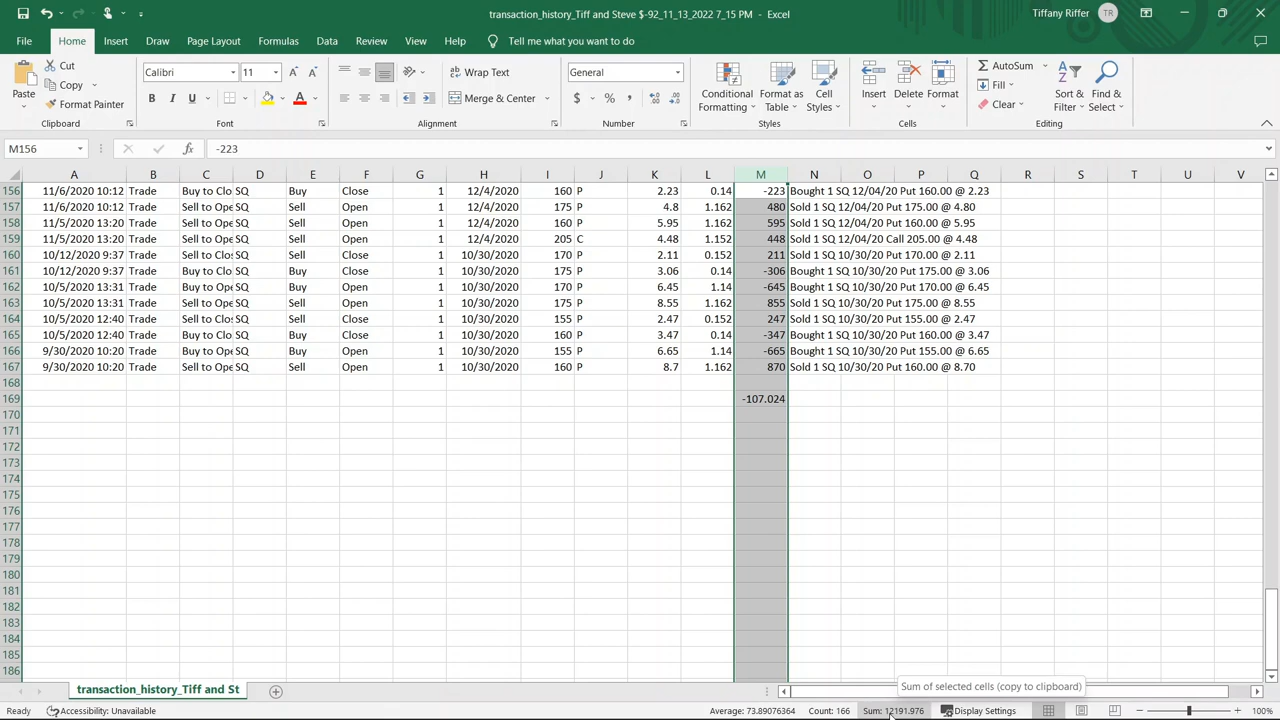 transaction_history_Tiff and Steve $-92_11_13_2022 7_15 PM – Excel
Tiffany Riffer TR
File Home Insert Draw Page Layout Formulas Data Review View Help Tell me what you want to do
Cut
Copy
Format Painter
Paste
Clipboard
Calibri 11
B I U
Font
Wrap Text
Merge & Center
Alignment
General
$ % ,
Number
Conditional Formatting
Format as Table
Cell Styles
Styles
Insert Delete Format
Cells
AutoSum
Fill
Clear
Sort & Filter
Find & Select
Editing
M156 fx -223
A B C D E F G H I J K L M N O P Q R S T U V
156 11/6/2020 10:12 Trade Buy to Clo SQ Buy Close 1 12/4/2020 160 P 2.23 0.14 -223 Bought 1 SQ 12/04/20 Put 160.00 @ 2.23
157 11/6/2020 10:12 Trade Sell to Ope SQ Sell Open 1 12/4/2020 175 P 4.8 1.162 480 Sold 1 SQ 12/04/20 Put 175.00 @ 4.80
158 11/5/2020 13:20 Trade Sell to Ope SQ Sell Open 1 12/4/2020 160 P 5.95 1.162 595 Sold 1 SQ 12/04/20 Put 160.00 @ 5.95
159 11/5/2020 13:20 Trade Sell to Ope SQ Sell Open 1 12/4/2020 205 C 4.48 1.152 448 Sold 1 SQ 12/04/20 Call 205.00 @ 4.48
160 10/12/2020 9:37 Trade Sell to Clo SQ Sell Close 1 10/30/2020 170 P 2.11 0.152 211 Sold 1 SQ 10/30/20 Put 170.00 @ 2.11
161 10/12/2020 9:37 Trade Buy to Clo SQ Buy Close 1 10/30/2020 175 P 3.06 0.14 -306 Bought 1 SQ 10/30/20 Put 175.00 @ 3.06
162 10/5/2020 13:31 Trade Buy to Ope SQ Buy Open 1 10/30/2020 170 P 6.45 1.14 -645 Bought 1 SQ 10/30/20 Put 170.00 @ 6.45
163 10/5/2020 13:31 Trade Sell to Ope SQ Sell Open 1 10/30/2020 175 P 8.55 1.162 855 Sold 1 SQ 10/30/20 Put 175.00 @ 8.55
164 10/5/2020 12:40 Trade Sell to Clo SQ Sell Close 1 10/30/2020 155 P 2.47 0.152 247 Sold 1 SQ 10/30/20 Put 155.00 @ 2.47
165 10/5/2020 12:40 Trade Buy to Clo SQ Buy Close 1 10/30/2020 160 P 3.47 0.14 -347 Bought 1 SQ 10/30/20 Put 160.00 @ 3.47
166 9/30/2020 10:20 Trade Buy to Ope SQ Buy Open 1 10/30/2020 155 P 6.65 1.14 -665 Bought 1 SQ 10/30/20 Put 155.00 @ 6.65
167 9/30/2020 10:20 Trade Sell to Ope SQ Sell Open 1 10/30/2020 160 P 8.7 1.162 870 Sold 1 SQ 10/30/20 Put 160.00 @ 8.70
168
169 -107.024
170
171
172
173
174
175
176
177
178
179
180
181
182
183
184
185
186
transaction_history_Tiff and St
Sum of selected cells (copy to clipboard)
Ready Accessibility: Unavailable Average: 73.89076364 Count: 166 Sum: 12191.976 Display Settings 100%